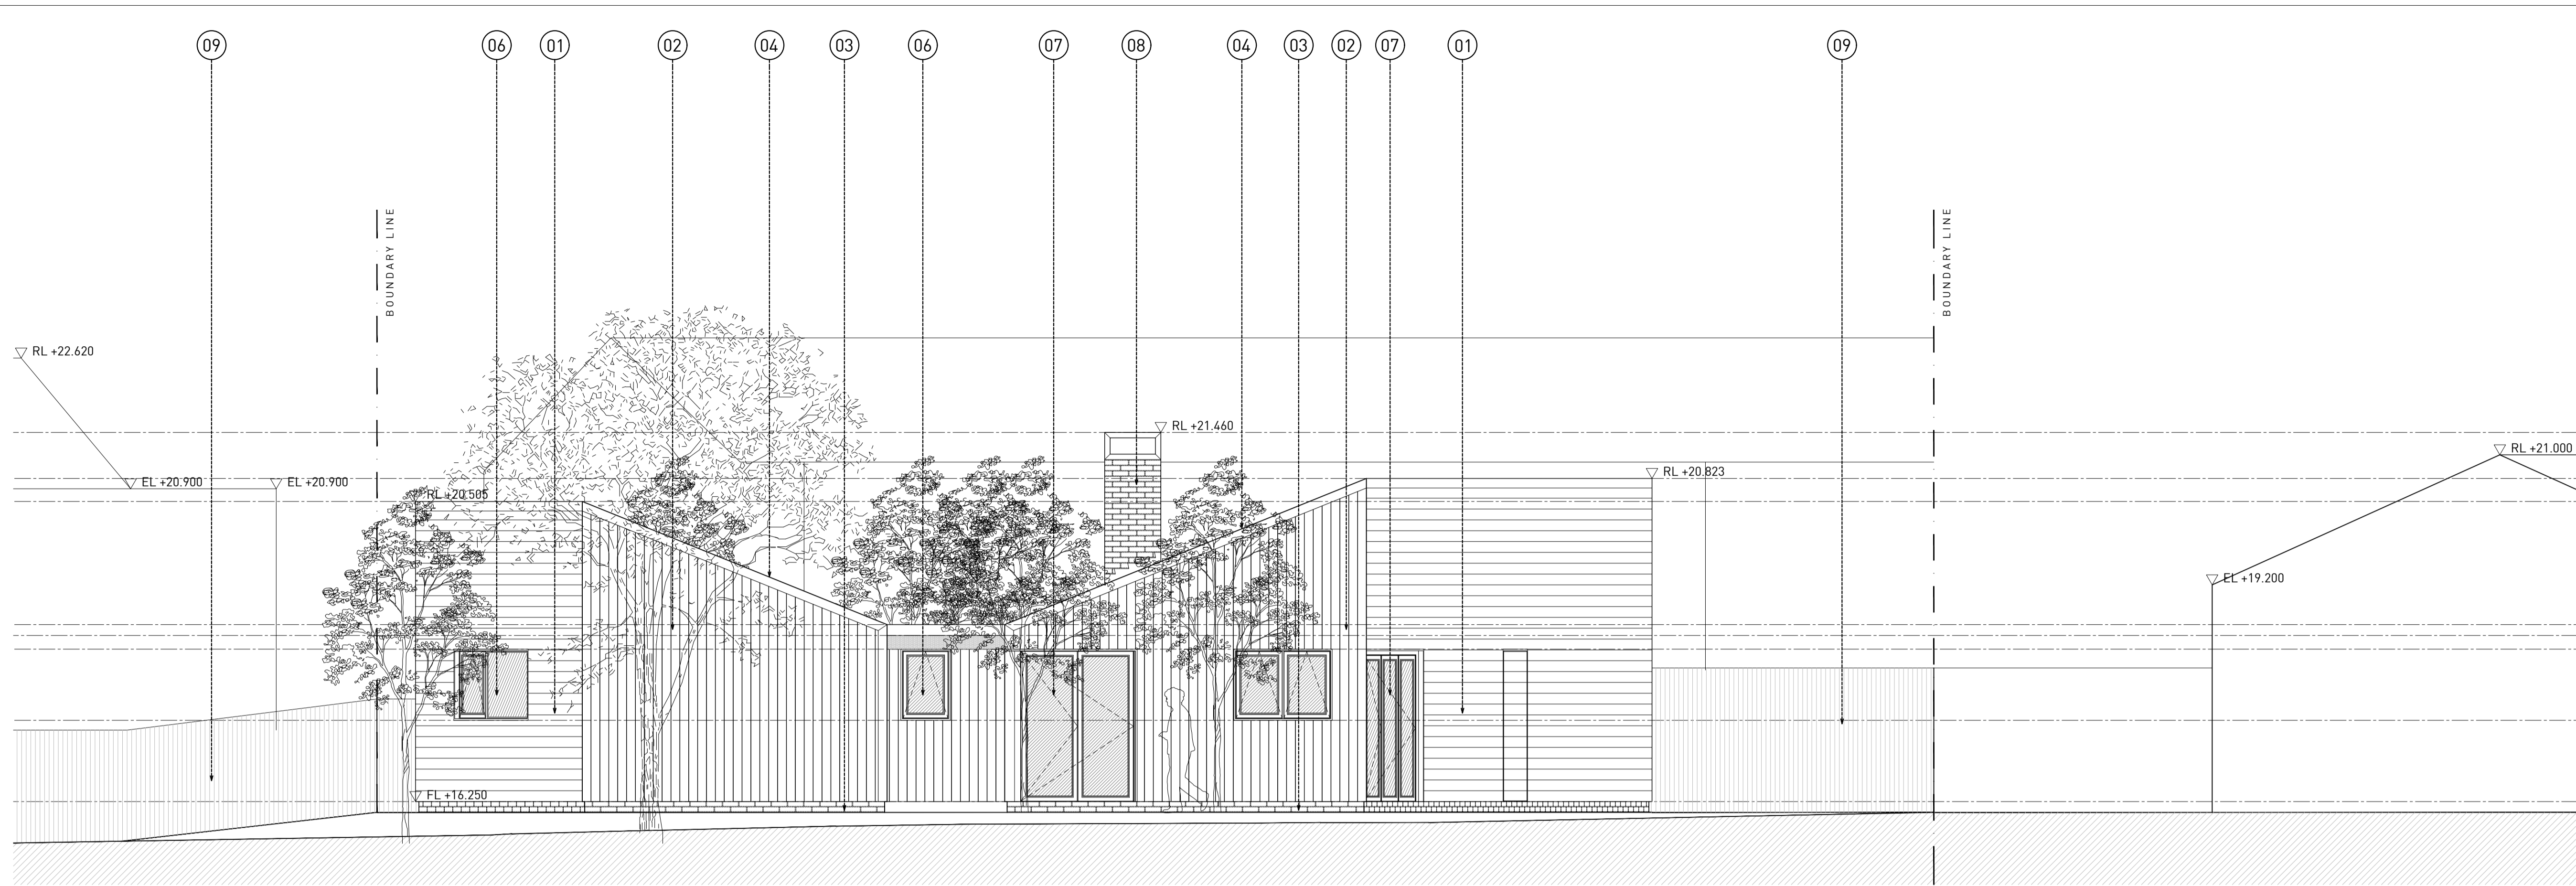 09 06 01 02 04 03 06 07 08 04 03 02 07 01 09
BOUNDARY LINE
BOUNDARY LINE
RL +22.620
RL +21.460
RL +21.000
RL +20.823
EL +20.900
EL +20.900
RL +20.505
EL +19.200
FL +16.250